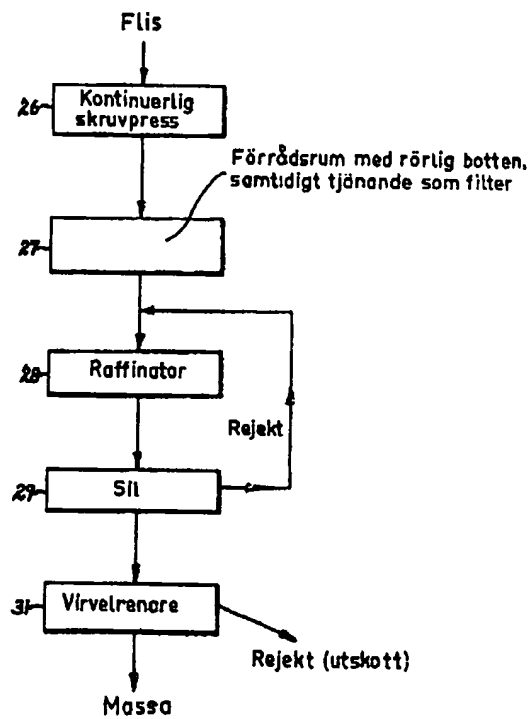 Flis
26
Kontinuerlig
skruvpress
Förrådsrum med rörlig botten,
samtidigt tjänande som filter
27
28
Raffinator
Rejekt
29
Sil
31
Virvelrenare
Rejekt (utskott)
Massa